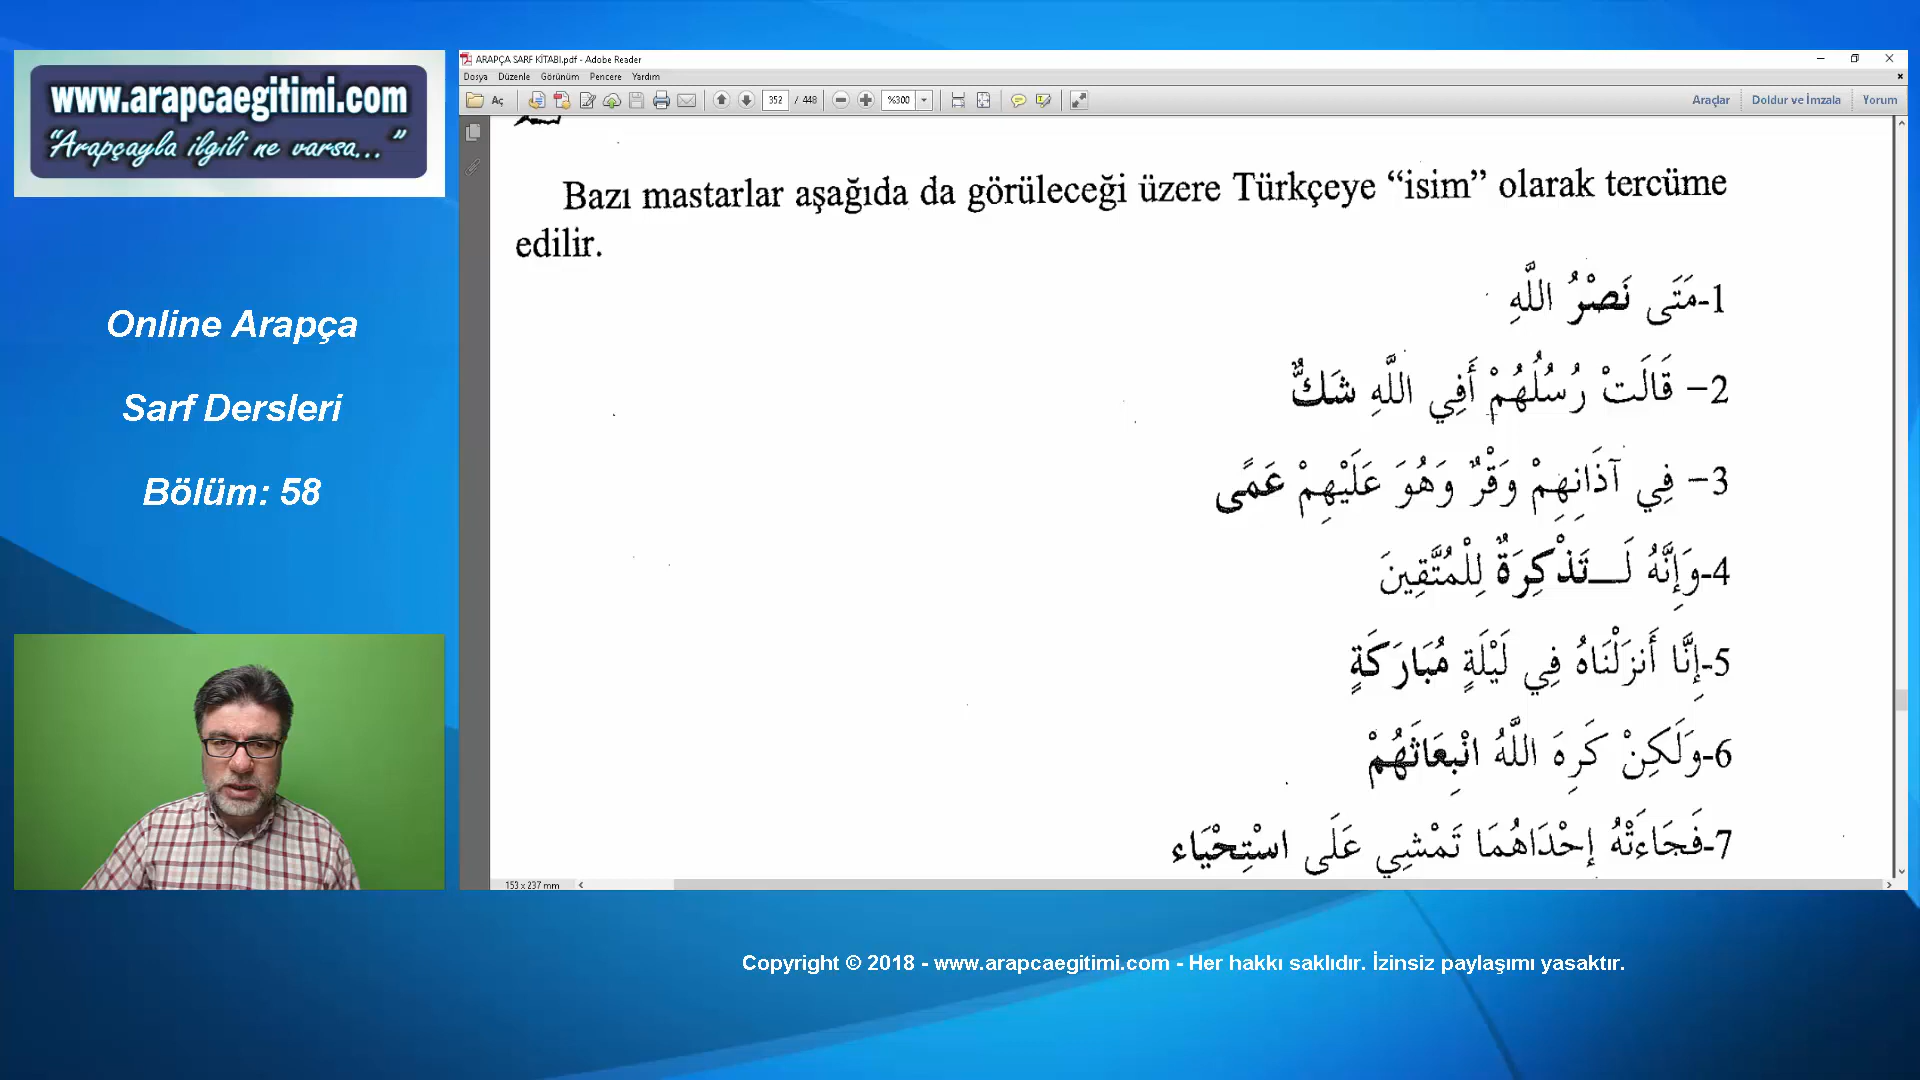 www.arapcaegitimi.com
“Arapçayla ilgili ne varsa...”
Online Arapça
Sarf Dersleri
Bölüm: 58
ARAPÇA SARF KİTABI.pdf - Adobe Reader
Dosya Düzenle Görünüm Pencere Yardım
Aç 352 / 448 %300 Araçlar Doldur ve İmzala Yorum
Bazı mastarlar aşağıda da görüleceği üzere Türkçeye “isim” olarak tercüme
edilir.
1-مَتَى نَصْرُ اللَّهِ
2– قَالَتْ رُسُلُهُمْ أَفِي اللَّهِ شَكٌّ
3– فِي آذَانِهِمْ وَقْرٌ وَهُوَ عَلَيْهِمْ عَمًى
4-وَإِنَّهُ لَـــتَذْكِرَةٌ لِلْمُتَّقِينَ
5-إِنَّا أَنزَلْنَاهُ فِي لَيْلَةٍ مُبَارَكَةٍ
6-وَلَكِنْ كَرِهَ اللَّهُ انْبِعَاثَهُمْ
7-فَجَاءَتْهُ إِحْدَاهُمَا تَمْشِي عَلَى اسْتِحْيَاء
153 x 237 mm
Copyright © 2018 - www.arapcaegitimi.com - Her hakkı saklıdır. İzinsiz paylaşımı yasaktır.